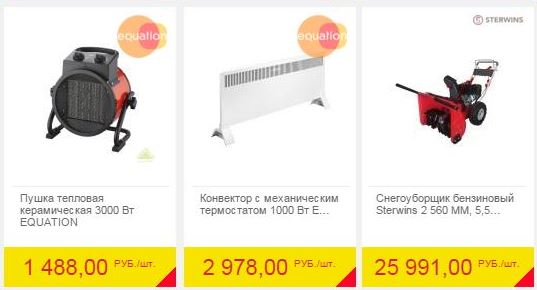 equation
Пушка тепловая
керамическая 3000 Вт
EQUATION
1 488,00 РУБ./шт.
equation
Конвектор с механическим
термостатом 1000 Вт E...
2 978,00 РУБ./шт.
STERWINS
Снегоуборщик бензиновый
Sterwins 2 560 ММ, 5,5...
25 991,00 РУБ./шт.